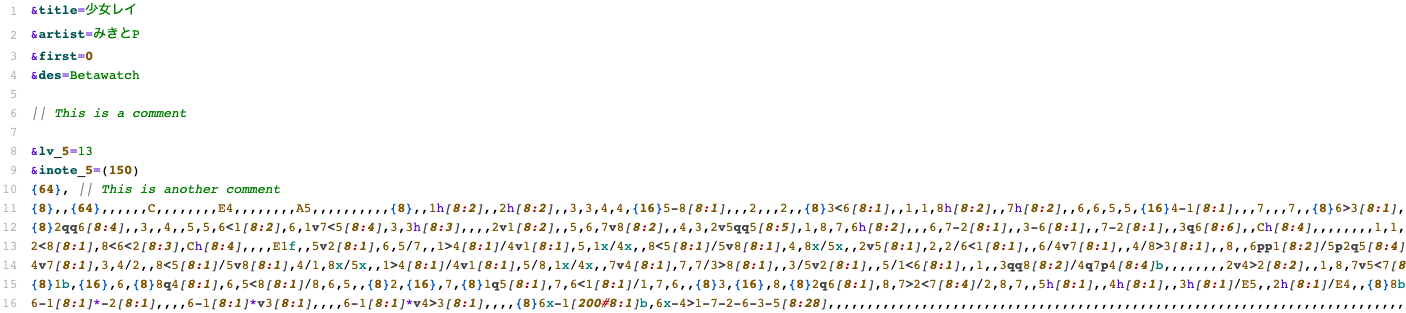 1 &title=少女レイ
2 &artist=みきとP
3 &first=0
4 &des=Betawatch
5
6 || This is a comment
7
8 &lv_5=13
9 &inote_5=(150)
10 {64}, || This is another comment
11 {8},,{64},,,,,,C,,,,,,,,E4,,,,,,,,A5,,,,,,,,,,{8},,1h[8:2],,2h[8:2],,3,3,4,4,{16}5-8[8:1],,,2,,,2,,{8}3<6[8:1],,1,1,8h[8:2],,7h[8:2],,6,6,5,5,{16}4-1[8:1],,,7,,,7,,{8}6>3[8:1],
12 {8}2qq6[8:4],,3,,4,,5,5,6<1[8:2],6,1v7<5[8:4],3,3h[8:3],,,,2v1[8:2],,5,6,7v8[8:2],,4,3,2v5qq5[8:5],1,8,7,6h[8:2],,,6,7-2[8:1],,3-6[8:1],,7-2[8:1],,3q6[8:6],,Ch[8:4],,,,,,,,1,1,
13 2<8[8:1],8<6<2[8:3],Ch[8:4],,,,E1f,,5v2[8:1],6,5/7,,1>4[8:1]/4v1[8:1],5,1x/4x,,8<5[8:1]/5v8[8:1],4,8x/5x,,2v5[8:1],2,2/6<1[8:1],,6/4v7[8:1],,4/8>3[8:1],,8,,6pp1[8:2]/5p2q5[8:4]
14 4v7[8:1],3,4/2,,8<5[8:1]/5v8[8:1],4/1,8x/5x,,1>4[8:1]/4v1[8:1],5/8,1x/4x,,7v4[8:1],7,7/3>8[8:1],,3/5v2[8:1],,5/1<6[8:1],,1,,3qq8[8:2]/4q7p4[8:4]b,,,,,,,,2v4>2[8:2],,1,8,7v5<7[8
15 {8}1b,{16},6,{8}8q4[8:1],6,5<8[8:1]/8,6,5,,{8}2,{16},7,{8}1q5[8:1],7,6<1[8:1]/1,7,6,,{8}3,{16},8,{8}2q6[8:1],8,7>2<7[8:4]/2,8,7,,5h[8:1],,4h[8:1],,3h[8:1]/E5,,2h[8:1]/E4,,{8}8b
16 6-1[8:1]*-2[8:1],,,,6-1[8:1]*v3[8:1],,,,6-1[8:1]*v4>3[8:1],,,,{8}6x-1[200#8:1]b,6x-4>1-7-2-6-3-5[8:28],,,,,,,,,,,,,,,,,,,,,,,,,,,,,,,,,,,,,,,,,,,,,,,,,,,,,,,,,,,,,,,,,,,,,,,,,,